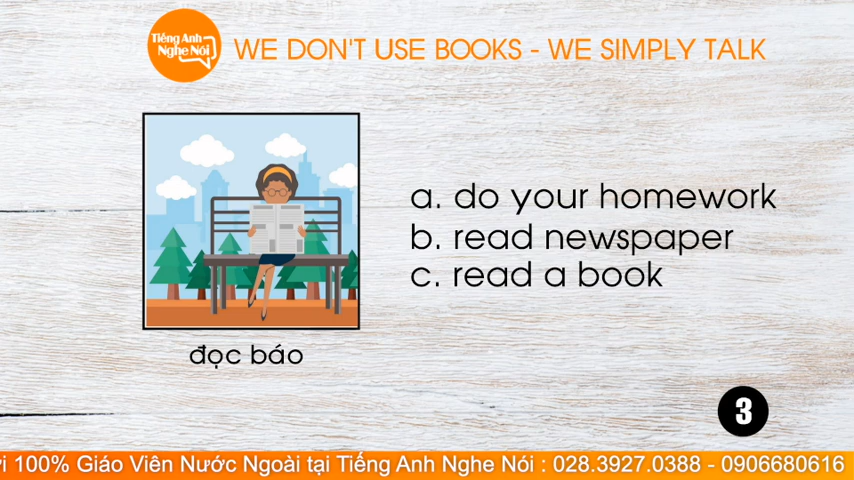 Tiếng Anh
Nghe Nói
WE DON'T USE BOOKS - WE SIMPLY TALK
a. do your homework
b. read newspaper
c. read a book
đọc báo
3
100% Giáo Viên Nước Ngoài tại Tiếng Anh Nghe Nói : 028.3927.0388 - 0906680616